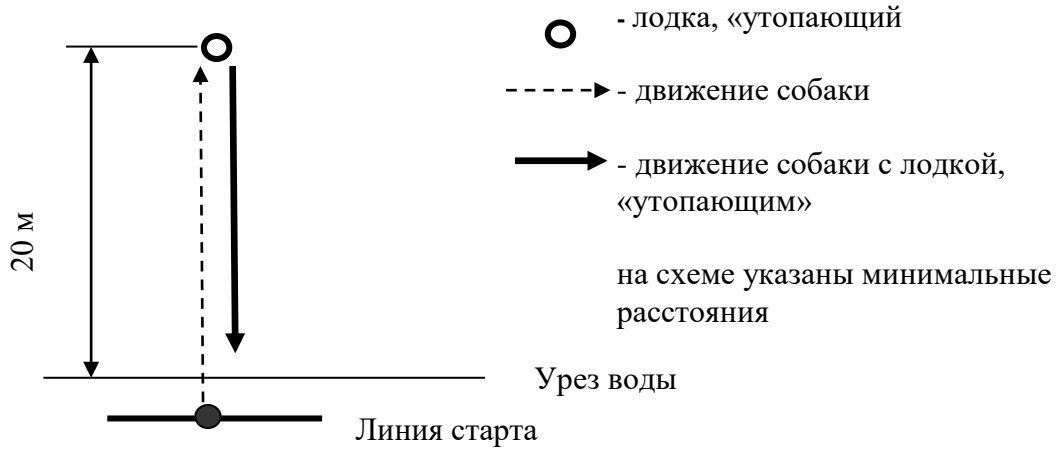 - лодка, «утопающий
- движение собаки
- движение собаки с лодкой,
«утопающим»
на схеме указаны минимальные
расстояния
20 м
Урез воды
Линия старта